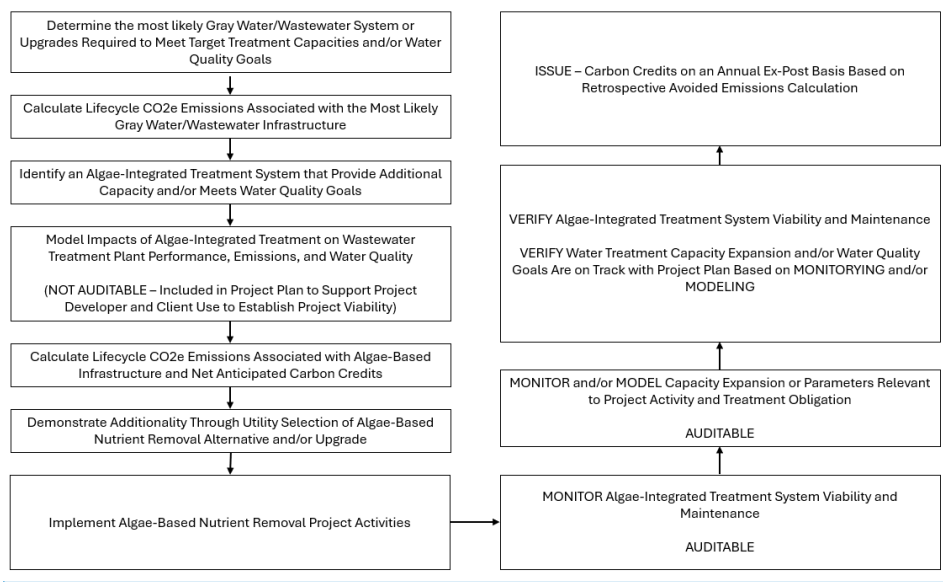 Determine the most likely Gray Water/Wastewater System or
Upgrades Required to Meet Target Treatment Capacities and/or Water
Quality Goals
Calculate Lifecycle CO2e Emissions Associated with the Most Likely
Gray Water/Wastewater Infrastructure
Identify an Algae-Integrated Treatment System that Provide Additional
Capacity and/or Meets Water Quality Goals
Model Impacts of Algae-Integrated Treatment on Wastewater
Treatment Plant Performance, Emissions, and Water Quality
(NOT AUDITABLE – Included in Project Plan to Support Project
Developer and Client Use to Establish Project Viability)
Calculate Lifecycle CO2e Emissions Associated with Algae-Based
Infrastructure and Net Anticipated Carbon Credits
Demonstrate Additionality Through Utility Selection of Algae-Based
Nutrient Removal Alternative and/or Upgrade
Implement Algae-Based Nutrient Removal Project Activities
MONITOR Algae-Integrated Treatment System Viability and
Maintenance
AUDITABLE
MONITOR and/or MODEL Capacity Expansion or Parameters Relevant
to Project Activity and Treatment Obligation
AUDITABLE
VERIFY Algae-Integrated Treatment System Viability and Maintenance
VERIFY Water Treatment Capacity Expansion and/or Water Quality
Goals Are on Track with Project Plan Based on MONITORYING and/or
MODELING
ISSUE – Carbon Credits on an Annual Ex-Post Basis Based on
Retrospective Avoided Emissions Calculation